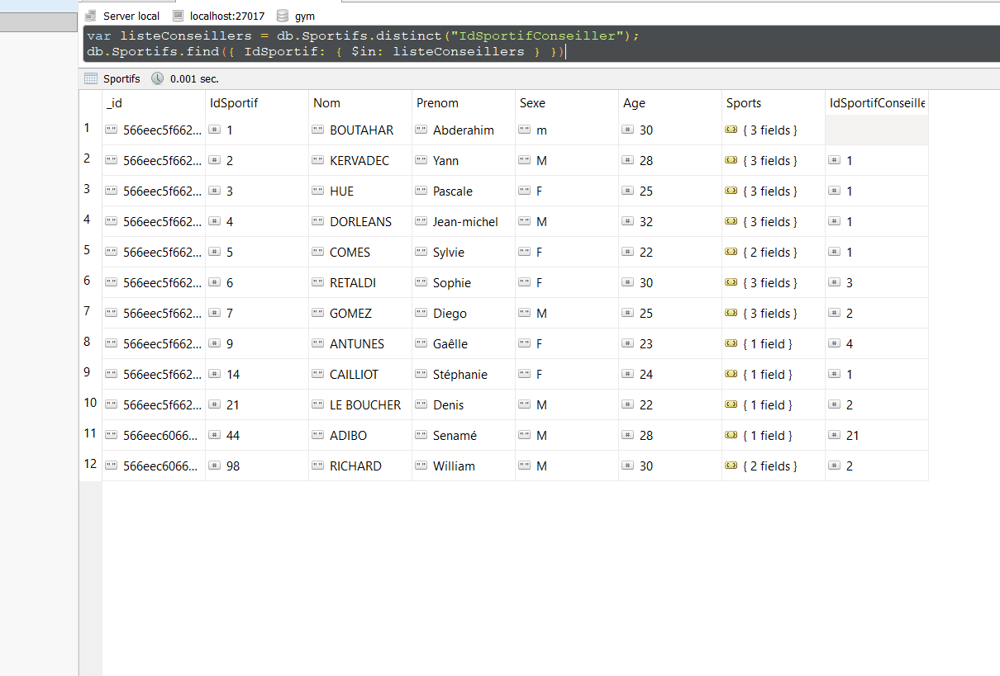 Server local localhost:27017 gym
var listeConseillers = db.Sportifs.distinct("IdSportifConseiller");
db.Sportifs.find({ IdSportif: { $in: listeConseillers } })
Sportifs 0.001 sec.
_id IdSportif Nom Prenom Sexe Age Sports IdSportifConseille
1 566eec5f662... 1 BOUTAHAR Abderahim m 30 { 3 fields }
2 566eec5f662... 2 KERVADEC Yann M 28 { 3 fields } 1
3 566eec5f662... 3 HUE Pascale F 25 { 3 fields } 1
4 566eec5f662... 4 DORLEANS Jean-michel M 32 { 3 fields } 1
5 566eec5f662... 5 COMES Sylvie F 22 { 2 fields } 1
6 566eec5f662... 6 RETALDI Sophie F 30 { 3 fields } 3
7 566eec5f662... 7 GOMEZ Diego M 25 { 3 fields } 2
8 566eec5f662... 9 ANTUNES Gaêlle F 23 { 1 field } 4
9 566eec5f662... 14 CAILLIOT Stéphanie F 24 { 1 field } 1
10 566eec5f662... 21 LE BOUCHER Denis M 22 { 1 field } 2
11 566eec6066... 44 ADIBO Senamé M 28 { 1 field } 21
12 566eec6066... 98 RICHARD William M 30 { 2 fields } 2